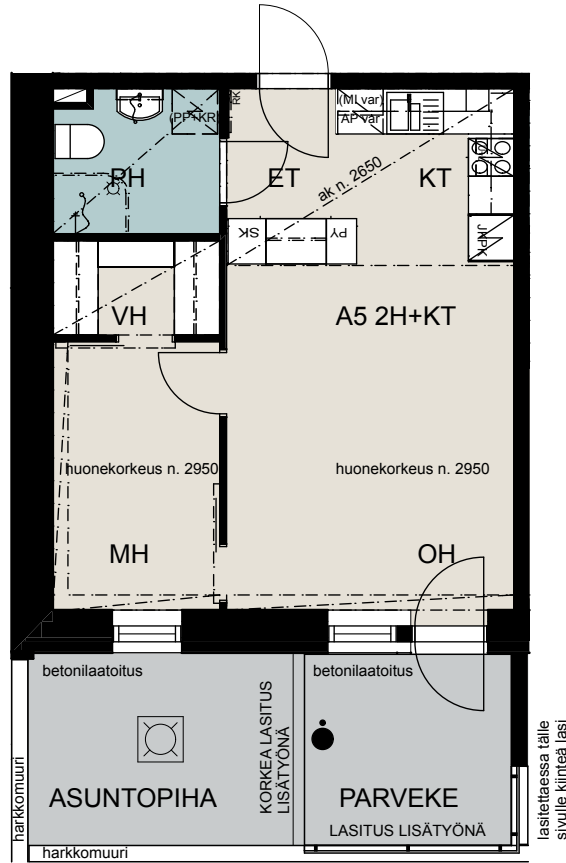 (MI var)
AP var
RK
(PP+KR)
PH
ET
ak n. 2650
KT
SK
PY
JK/PK
VH
A5 2H+KT
huonekorkeus n. 2950
huonekorkeus n. 2950
MH
OH
betonilaatoitus
betonilaatoitus
KORKEA LASITUS
LISÄTYÖNÄ
ASUNTOPIHA
PARVEKE
LASITUS LISÄTYÖNÄ
harkkomuuri
harkkomuuri
lasitettaessa tälle
sivulle kiinteä lasi